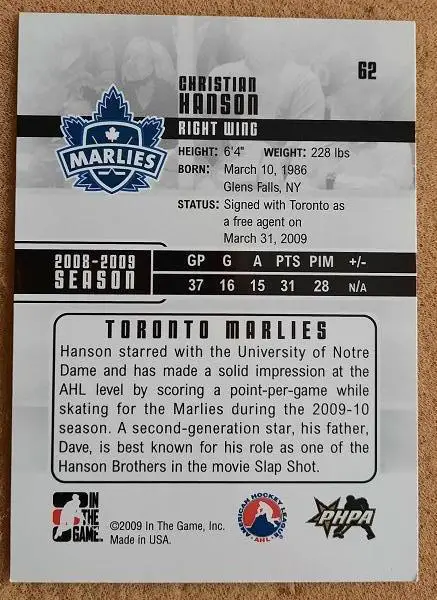 62
CHRISTIAN
HANSON
RIGHT WING
MARLIES
HEIGHT: 6'4" WEIGHT: 228 lbs
BORN: March 10, 1986
Glens Falls, NY
STATUS: Signed with Toronto as
a free agent on
March 31, 2009
2008-2009
SEASON
GP G A PTS PIM +/-
37 16 15 31 28 N/A
TORONTO MARLIES
Hanson starred with the University of Notre
Dame and has made a solid impression at the
AHL level by scoring a point-per-game while
skating for the Marlies during the 2009-10
season. A second-generation star, his father,
Dave, is best known for his role as one of the
Hanson Brothers in the movie Slap Shot.
IN
THE
GAME
©2009 In The Game, Inc.
Made in USA.
AMERICAN HOCKEY LEAGUE
AHL
PHPA